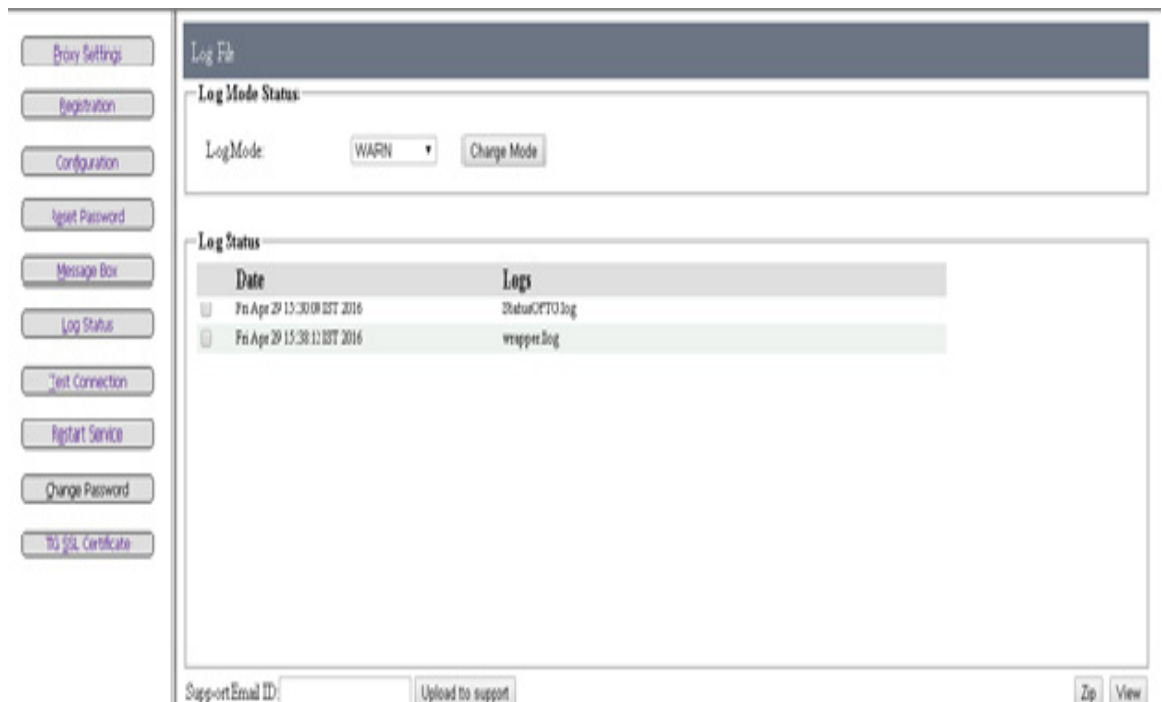 Proxy Settings
Registration
Configuration
Reset Password
Message Box
Log Status
Test Connection
Restart Service
Change Password
TG SSL Certificate
Log File
Log Mode Status
Log Mode:
WARN
Change Mode
Log Status
Date Logs
Fri Apr 29 15:30:09 IST 2016 StatusOfTG.log
Fri Apr 29 15:38:12 IST 2016 wrapper.log
Support Email ID:
Upload to support
Zip View